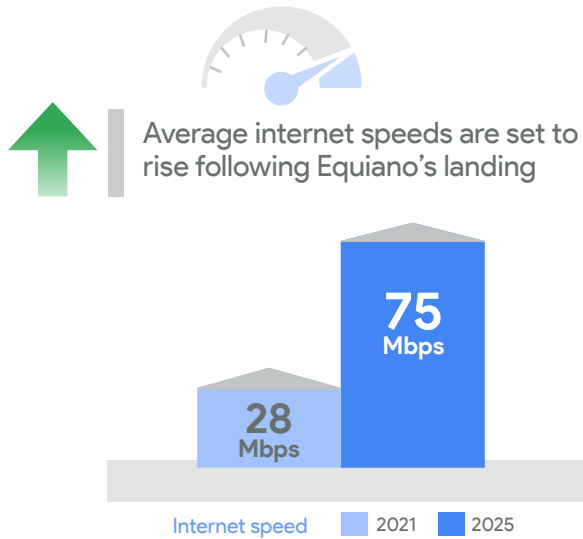 Average internet speeds are set to
rise following Equiano’s landing
75
Mbps
28
Mbps
Internet speed
2021
2025